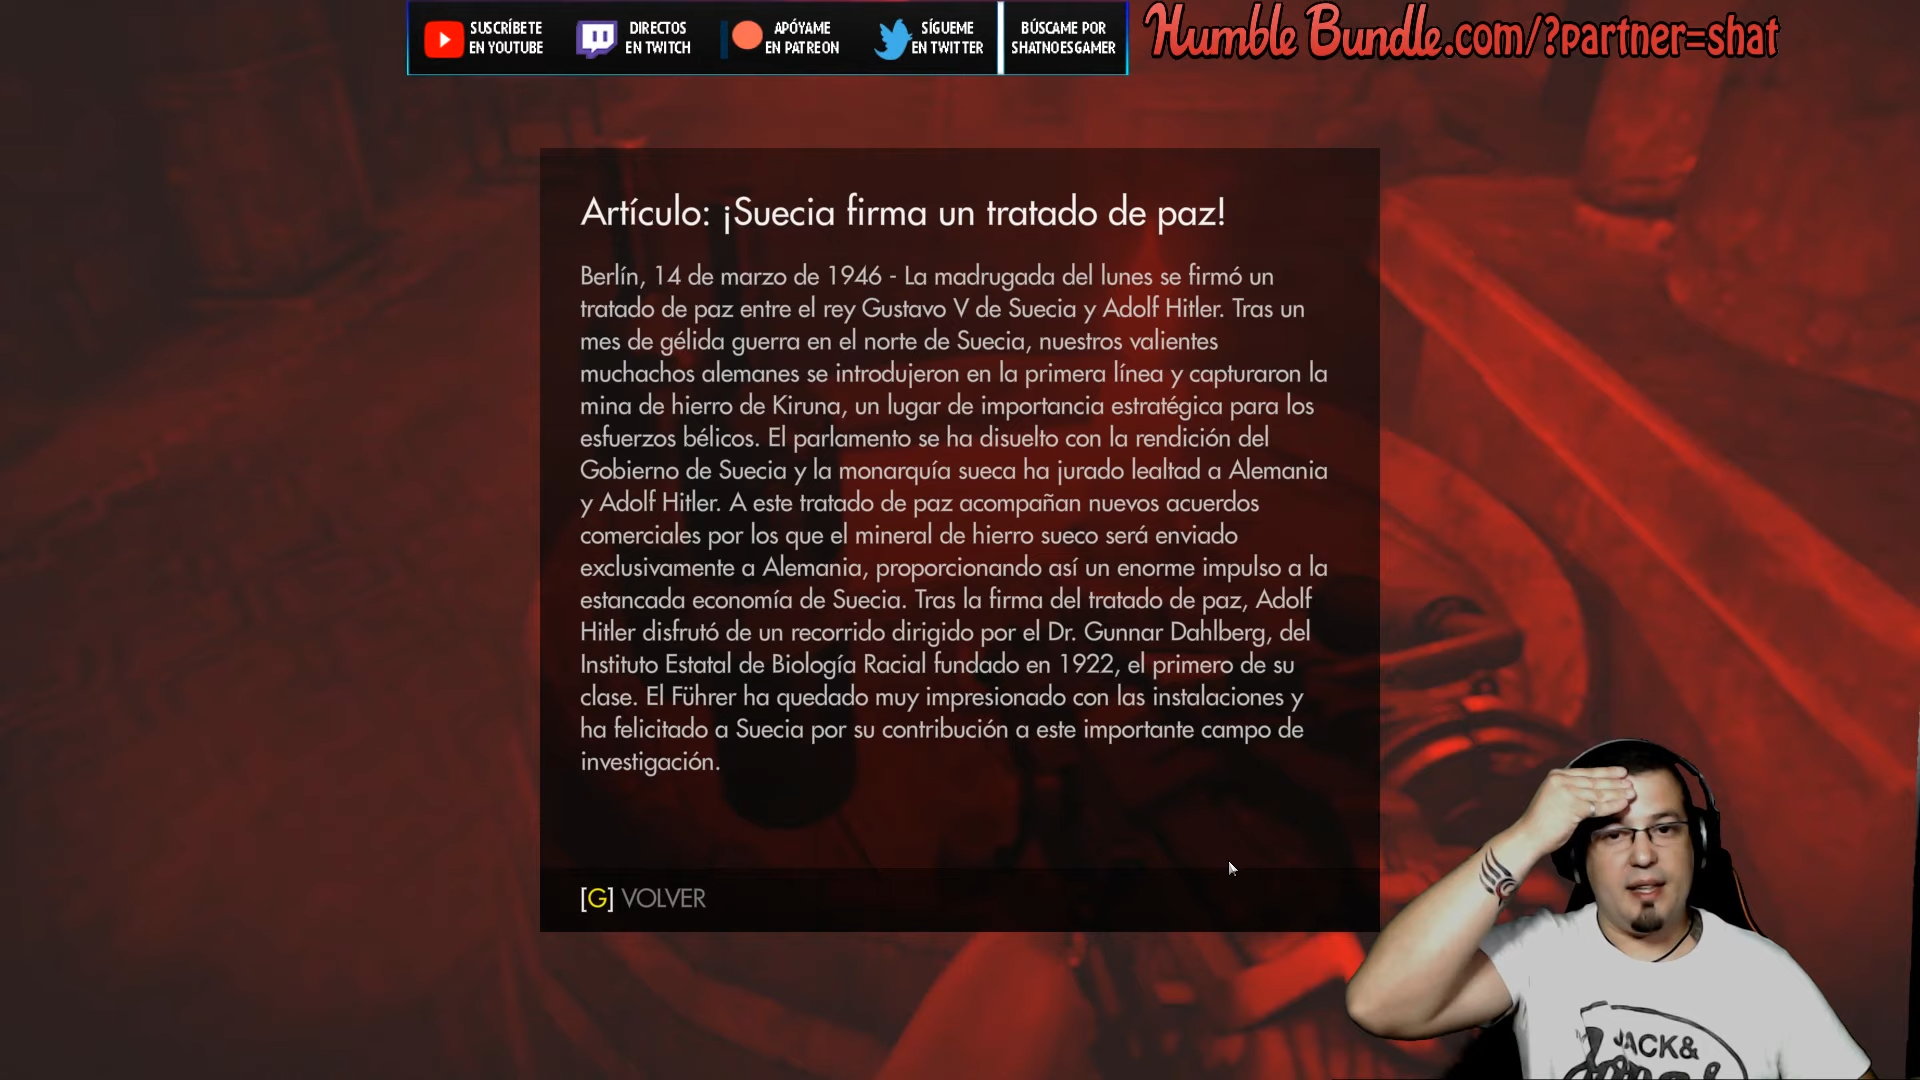 SUSCRÍBETE
EN YOUTUBE
DIRECTOS
EN TWITCH
APÓYAME
EN PATREON
SÍGUEME
EN TWITTER
BÚSCAME POR
SHATNOESGAMER
Humble Bundle.com/?partner=shat
Artículo: ¡Suecia firma un tratado de paz!
Berlín, 14 de marzo de 1946 - La madrugada del lunes se firmó un
tratado de paz entre el rey Gustavo V de Suecia y Adolf Hitler. Tras un
mes de gélida guerra en el norte de Suecia, nuestros valientes
muchachos alemanes se introdujeron en la primera línea y capturaron la
mina de hierro de Kiruna, un lugar de importancia estratégica para los
esfuerzos bélicos. El parlamento se ha disuelto con la rendición del
Gobierno de Suecia y la monarquía sueca ha jurado lealtad a Alemania
y Adolf Hitler. A este tratado de paz acompañan nuevos acuerdos
comerciales por los que el mineral de hierro sueco será enviado
exclusivamente a Alemania, proporcionando así un enorme impulso a la
estancada economía de Suecia. Tras la firma del tratado de paz, Adolf
Hitler disfrutó de un recorrido dirigido por el Dr. Gunnar Dahlberg, del
Instituto Estatal de Biología Racial fundado en 1922, el primero de su
clase. El Führer ha quedado muy impresionado con las instalaciones y
ha felicitado a Suecia por su contribución a este importante campo de
investigación.
[G] VOLVER
JACK&